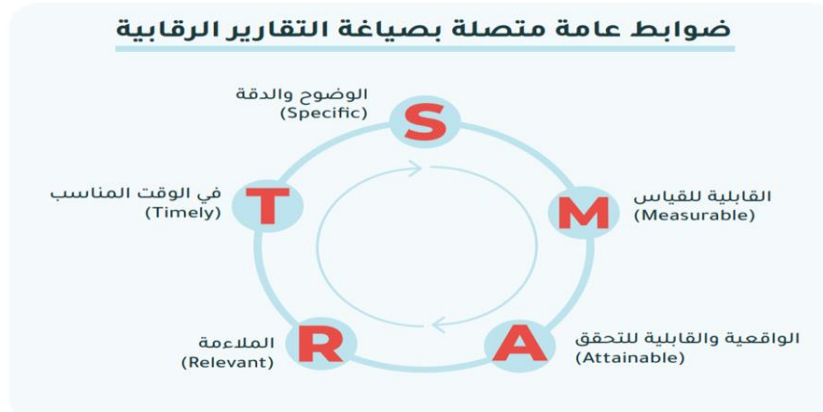 ضوابط عامة متصلة بصياغة التقارير الرقابية
S
الوضوح والدقة
(Specific)
M
القابلية للقياس
(Measurable)
A
الواقعية والقابلية للتحقق
(Attainable)
R
الملاءمة
(Relevant)
T
في الوقت المناسب
(Timely)